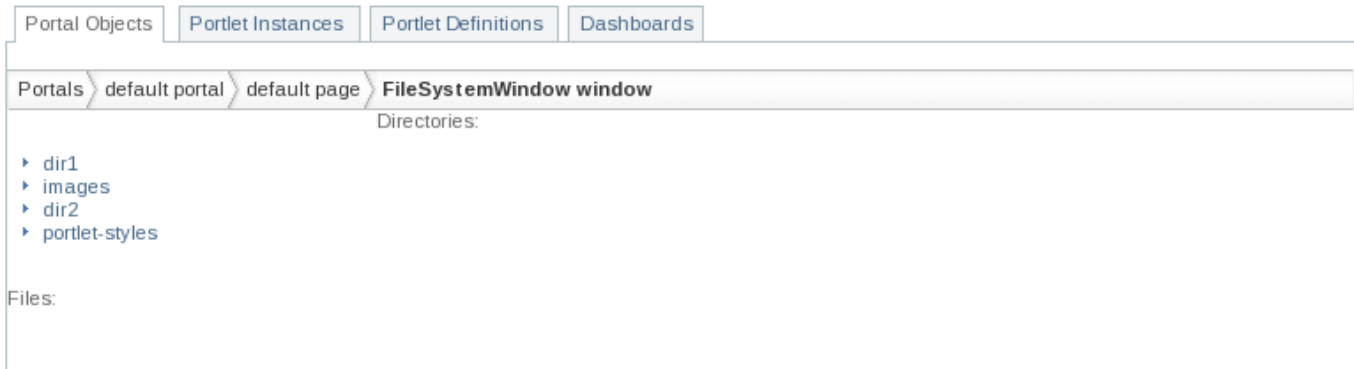 Portal Objects Portlet Instances Portlet Definitions Dashboards
Portals default portal default page FileSystemWindow window
Directories:
dir1
images
dir2
portlet-styles
Files: